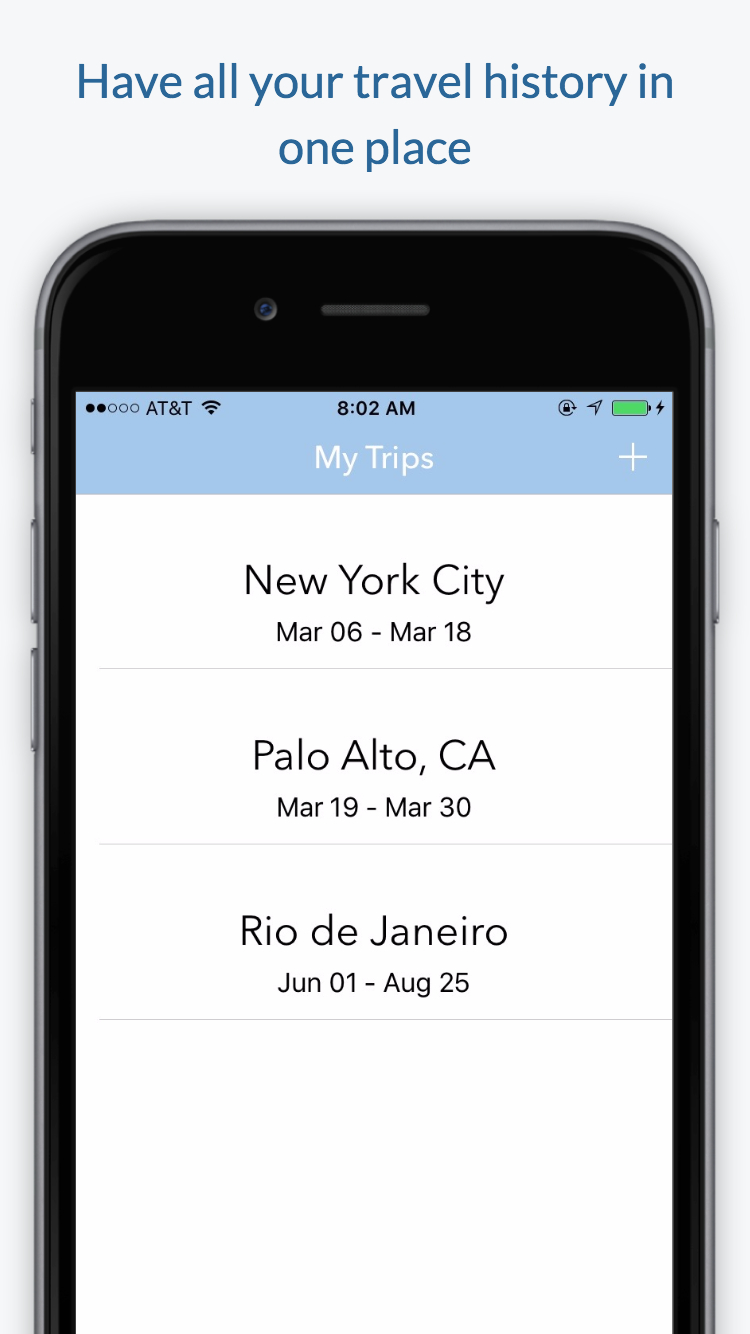 Have all your travel history in
one place
AT&T 8:02 AM
My Trips +
New York City
Mar 06 - Mar 18
Palo Alto, CA
Mar 19 - Mar 30
Rio de Janeiro
Jun 01 - Aug 25